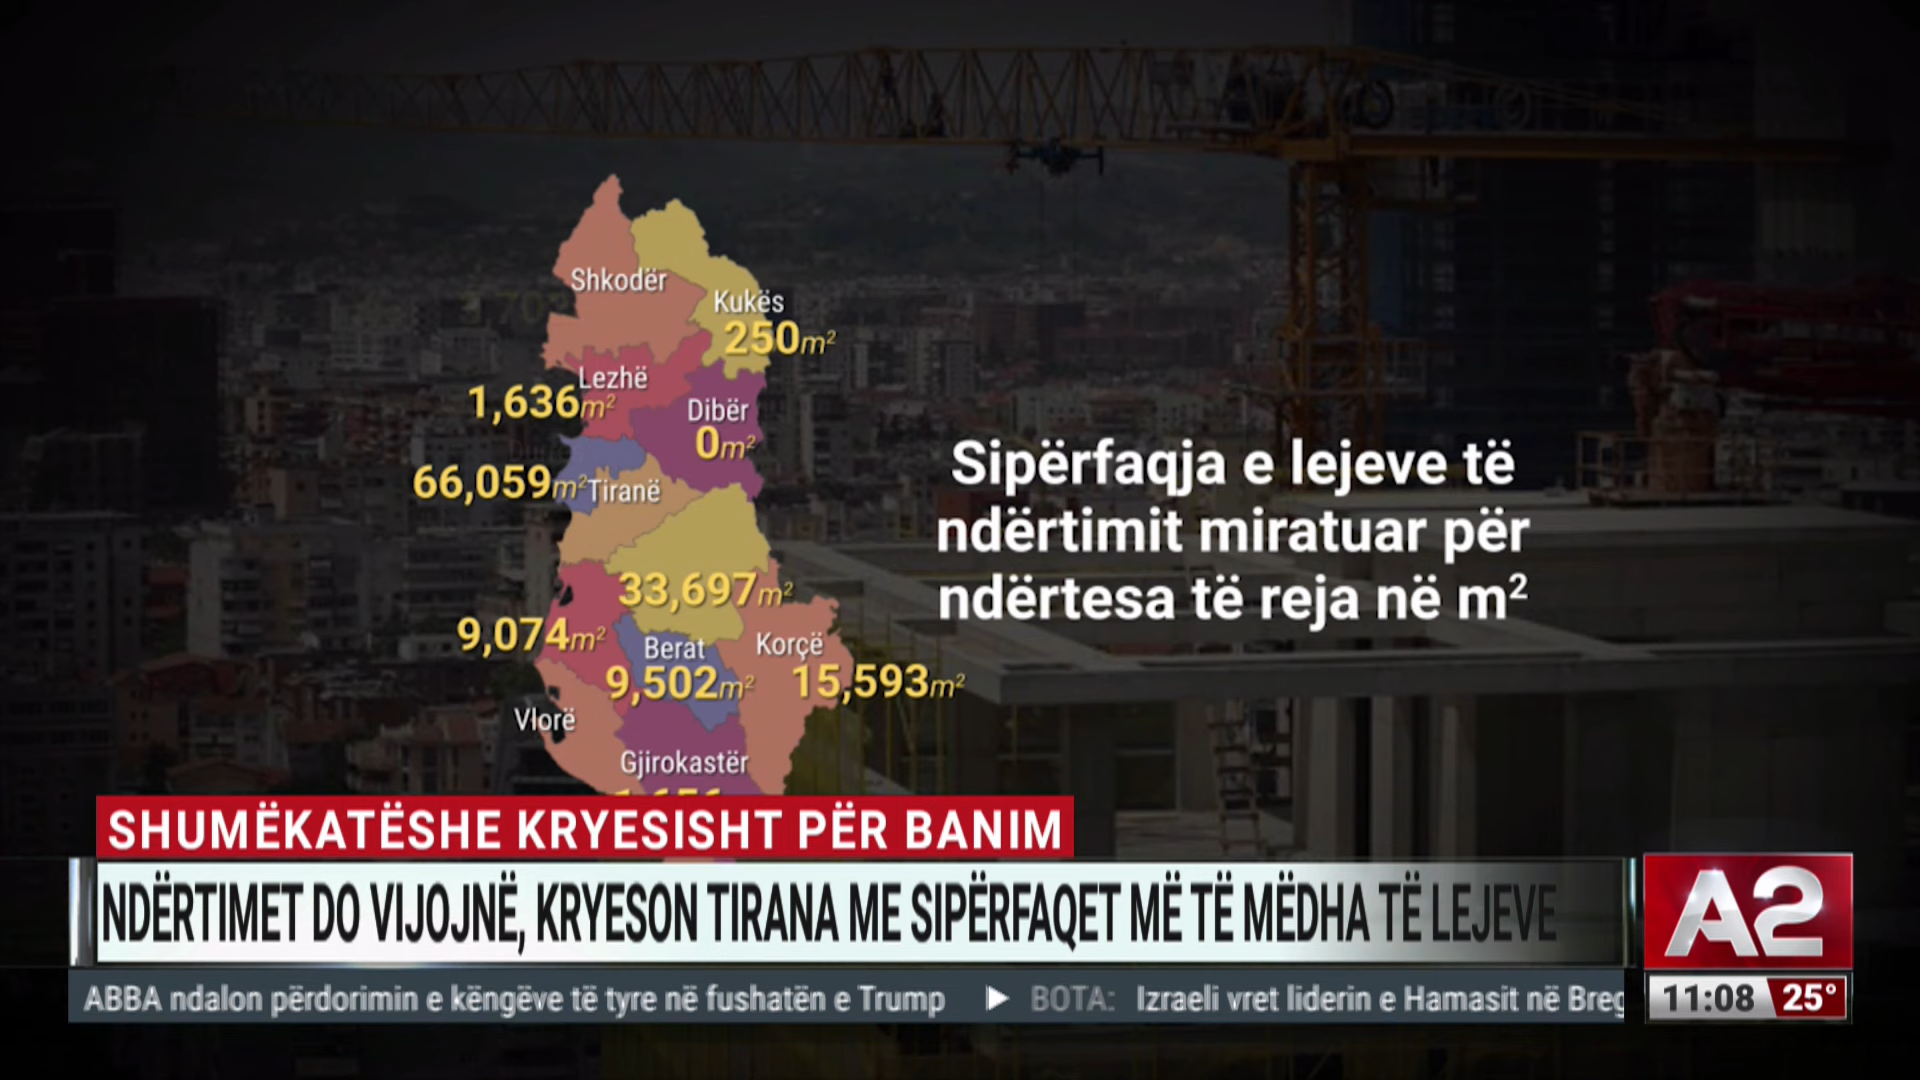 Shkodër
Kukës
250m²
Lezhë
1,636m²
Dibër
0m²
66,059m²
Tiranë
33,697m²
9,074m²
Berat
9,502m²
Korçë
15,593m²
Vlorë
Gjirokastër
Sipërfaqja e lejeve të
ndërtimit miratuar për
ndërtesa të reja në m²
SHUMËKATËSHE KRYESISHT PËR BANIM
NDËRTIMET DO VIJOJNË, KRYESON TIRANA ME SIPËRFAQET MË TË MËDHA TË LEJEVE
A2
ABBA ndalon përdorimin e këngëve të tyre në fushatën e Trump ▶ BOTA: Izraeli vret liderin e Hamasit në Breg
11:08 25°